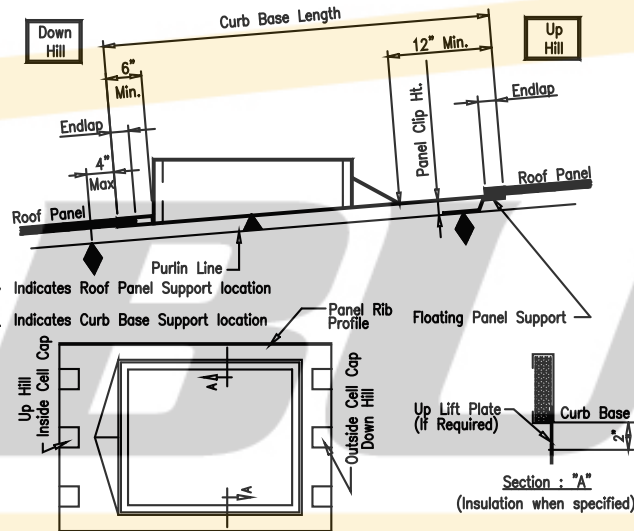 Curb Base Length
Down
Hill
Up
Hill
12" Min.
6"
Min.
Panel Clip Ht.
Endlap
Endlap
4"
Max
Roof Panel
Roof Panel
Purlin Line
Indicates Roof Panel Support location
Indicates Curb Base Support location
Panel Rib
Profile
Floating Panel Support
Up Hill
Inside Cell Cap
A
A
Outside Cell Cap
Down Hill
Up Lift Plate
(If Required)
Curb Base
2"
Section : "A"
(Insulation when specified)
BU